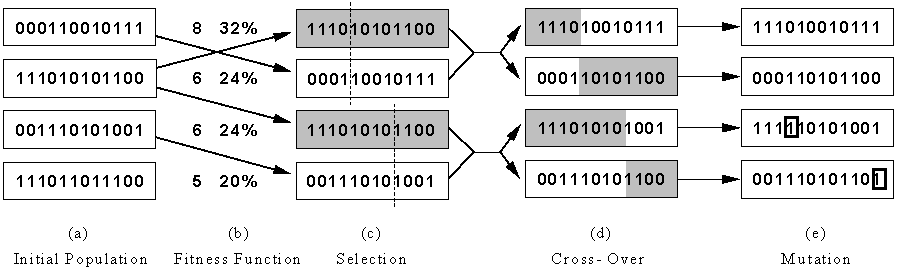 000110010111 8 32% 111010101100 111010010111 111010010111
111010101100 6 24% 000110010111 000110101100 000110101100
001110101001 6 24% 111010101100 111010101001 111110101001
111011011100 5 20% 001110101001 001110101100 001110101101
(a) (b) (c) (d) (e)
Initial Population Fitness Function Selection Cross-Over Mutation